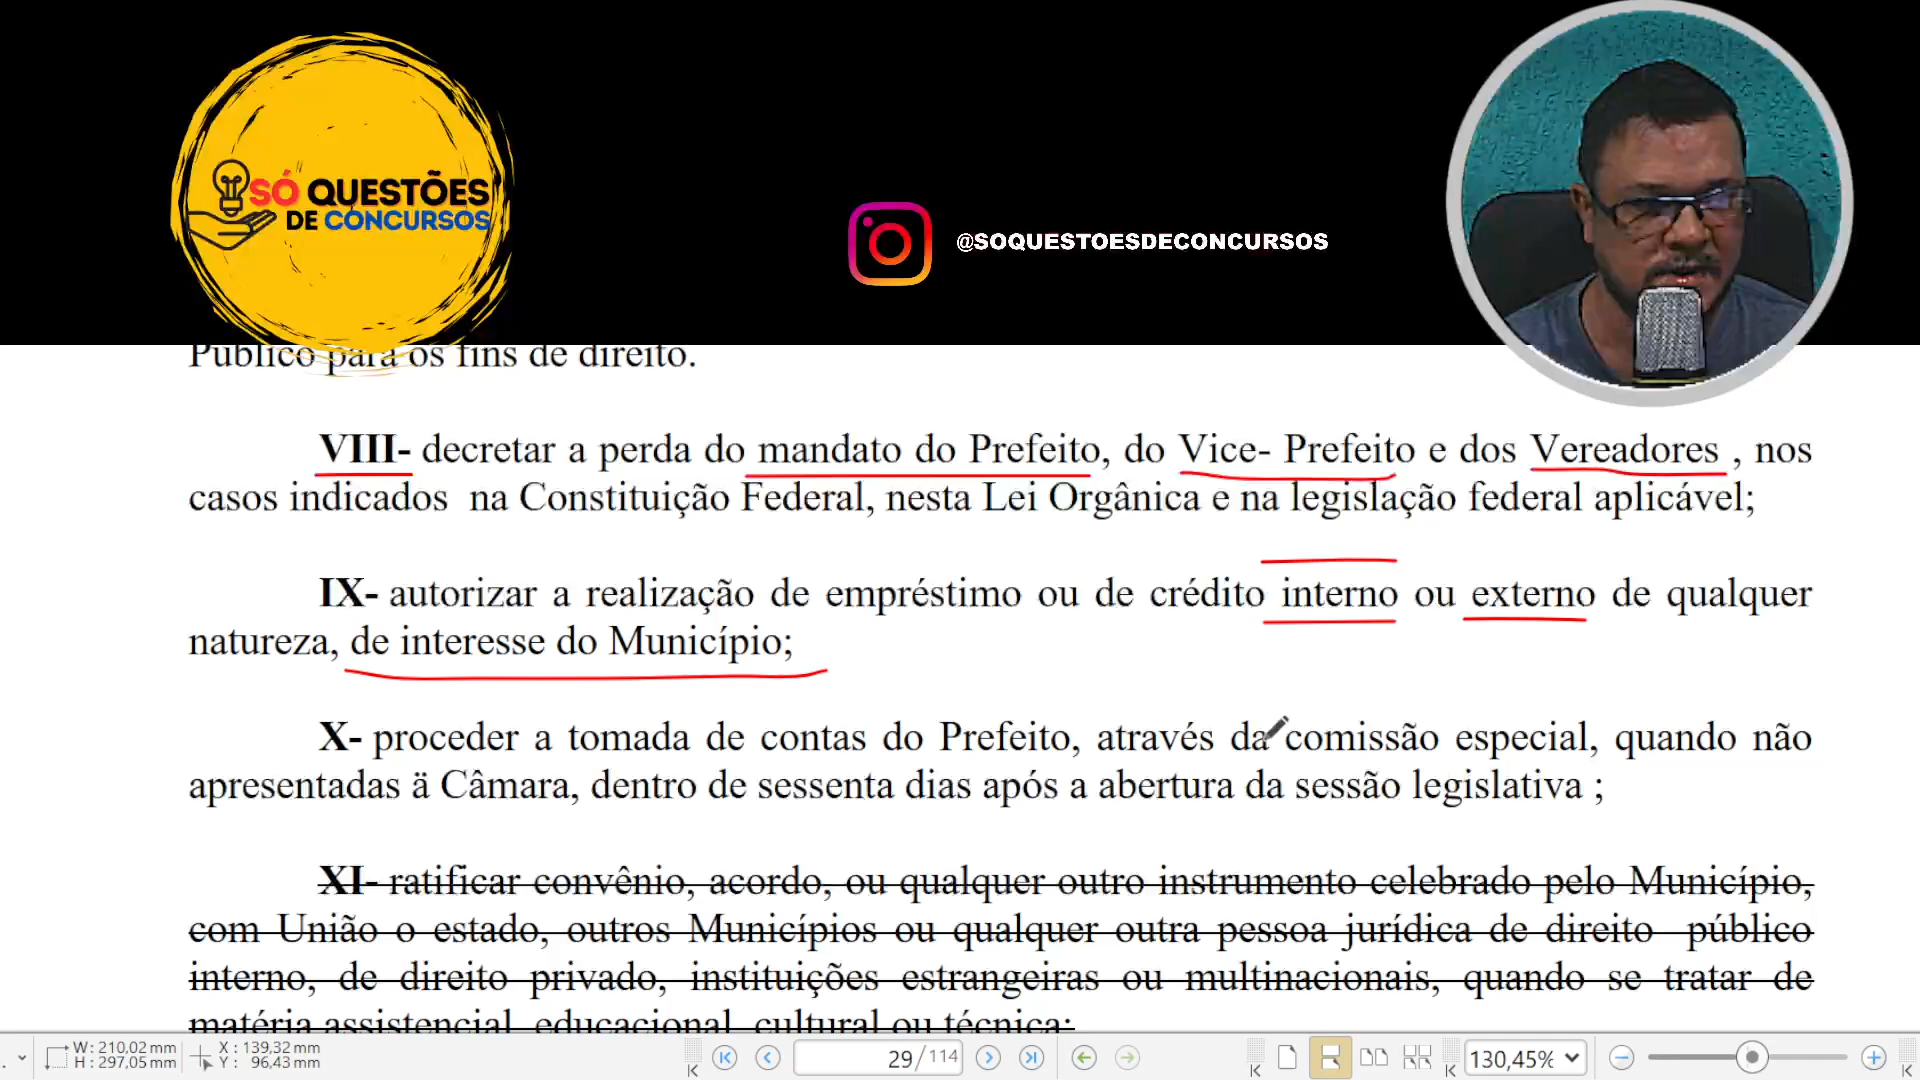 SÓ QUESTÕES
DE CONCURSOS
@SOQUESTOESDECONCURSOS
Público para os fins de direito.
VIII- decretar a perda do mandato do Prefeito, do Vice- Prefeito e dos Vereadores , nos
casos indicados na Constituição Federal, nesta Lei Orgânica e na legislação federal aplicável;
IX- autorizar a realização de empréstimo ou de crédito interno ou externo de qualquer
natureza, de interesse do Município;
X- proceder a tomada de contas do Prefeito, através da comissão especial, quando não
apresentadas ä Câmara, dentro de sessenta dias após a abertura da sessão legislativa ;
XI- ratificar convênio, acordo, ou qualquer outro instrumento celebrado pelo Município,
com União o estado, outros Municípios ou qualquer outra pessoa jurídica de direito público
interno, de direito privado, instituições estrangeiras ou multinacionais, quando se tratar de
matéria assistencial, educacional, cultural ou técnica;
W: 210,02 mm
H: 297,05 mm
X : 139,32 mm
Y : 96,43 mm
29/114
130,45%